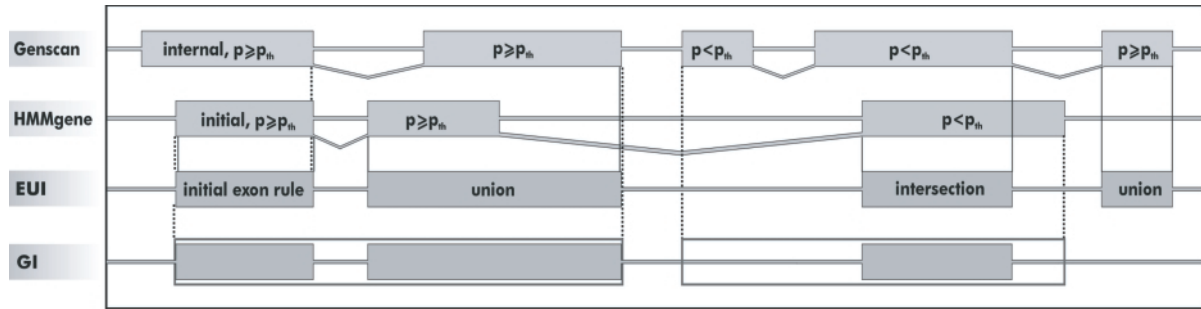 Genscan internal, p≥pth p≥pth p<pth p<pth p≥pth
HMMgene initial, p≥pth p≥pth p<pth
EUI initial exon rule union intersection union
GI